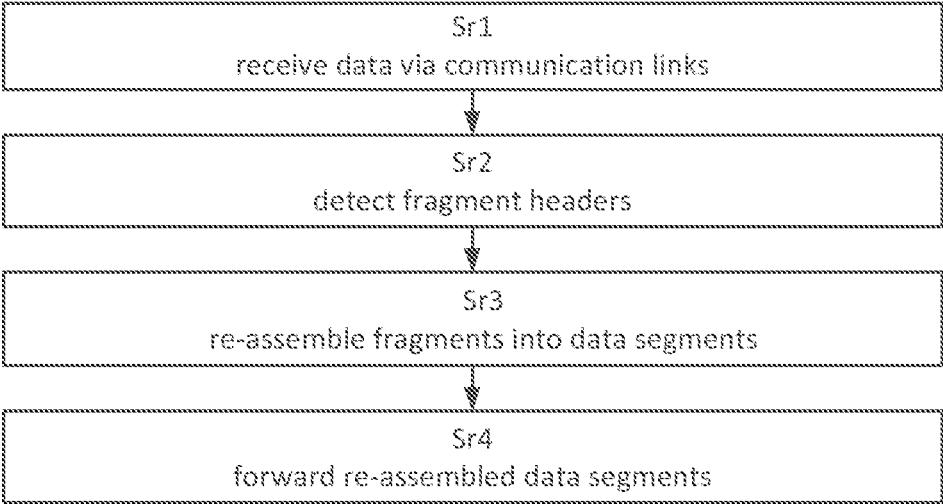 Sr1
receive data via communication links
Sr2
detect fragment headers
Sr3
re-assemble fragments into data segments
Sr4
forward re-assembled data segments